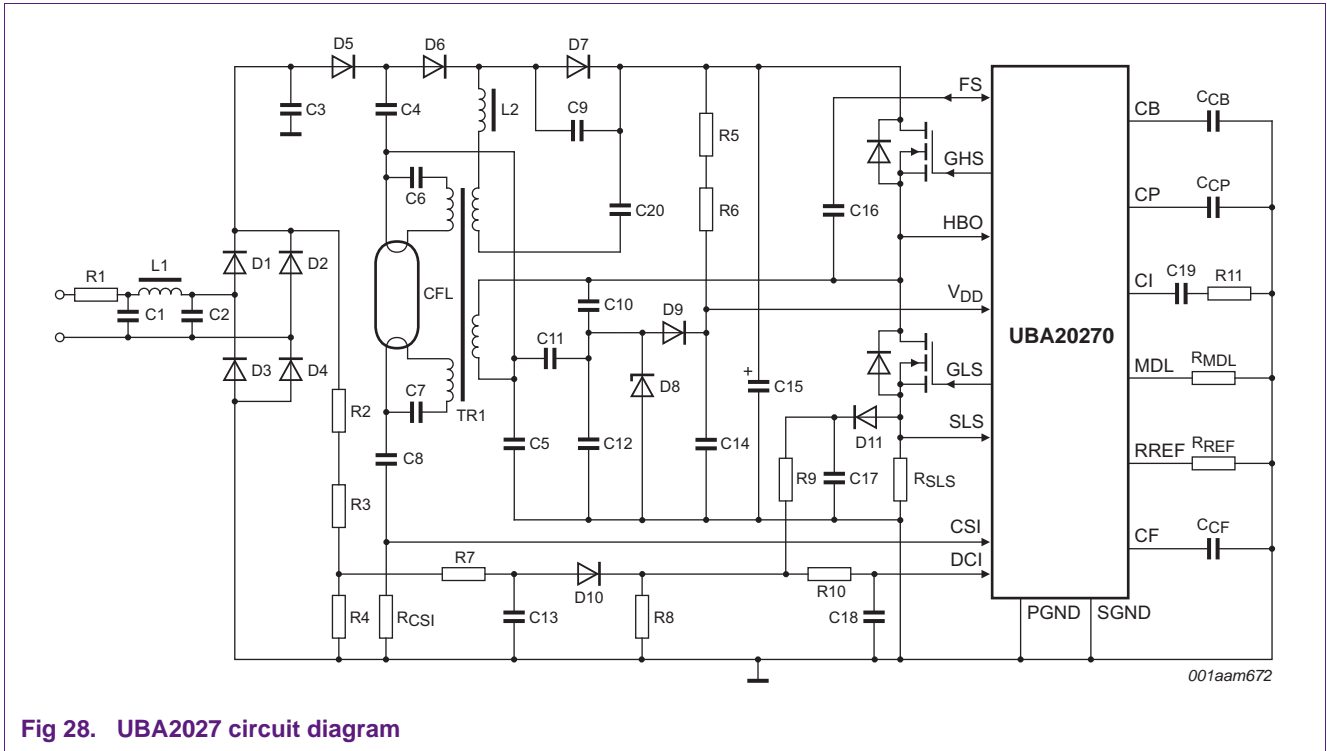 D5
D6
D7
C3
C4
L2
C9
R5
R6
C6
C20
C16
FS
GHS
HBO
VDD
GLS
SLS
CSI
DCI
UBA20270
PGND
SGND
CB
CCB
CP
CCP
CI
C19
R11
MDL
RMDL
RREF
RREF
CF
CCF
R1
L1
C1
C2
D1
D2
D3
D4
CFL
TR1
C7
C8
C10
C11
D9
D8
C5
C12
C14
+
C15
D11
R9
C17
RSLS
R2
R3
R4
RCSI
R7
C13
D10
R8
R10
C18
001aam672
Fig 28. UBA2027 circuit diagram